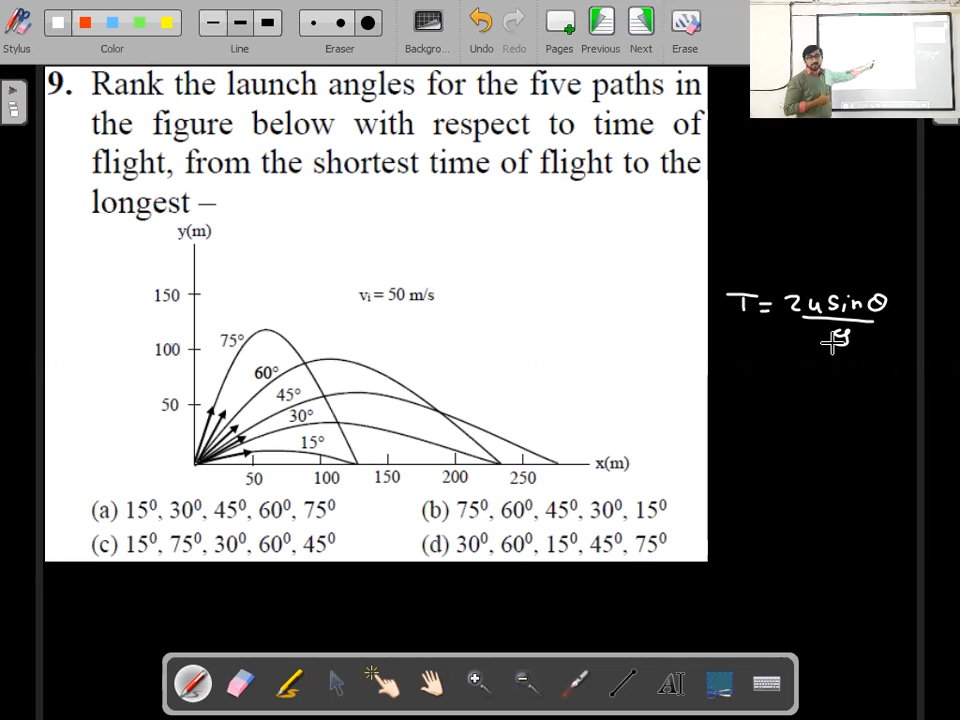 Stylus
Color
Line
Eraser
Backgro...
Undo
Redo
Pages
Previous
Next
Erase
9. Rank the launch angles for the five paths in
the figure below with respect to time of
flight, from the shortest time of flight to the
longest –
y(m)
150
100
50
vᵢ = 50 m/s
75°
60°
45°
30°
15°
50
100
150
200
250
x(m)
(a) 15⁰, 30⁰, 45⁰, 60⁰, 75⁰
(b) 75⁰, 60⁰, 45⁰, 30⁰, 15⁰
(c) 15⁰, 75⁰, 30⁰, 60⁰, 45⁰
(d) 30⁰, 60⁰, 15⁰, 45⁰, 75⁰
T = 2usinθ
g
AI